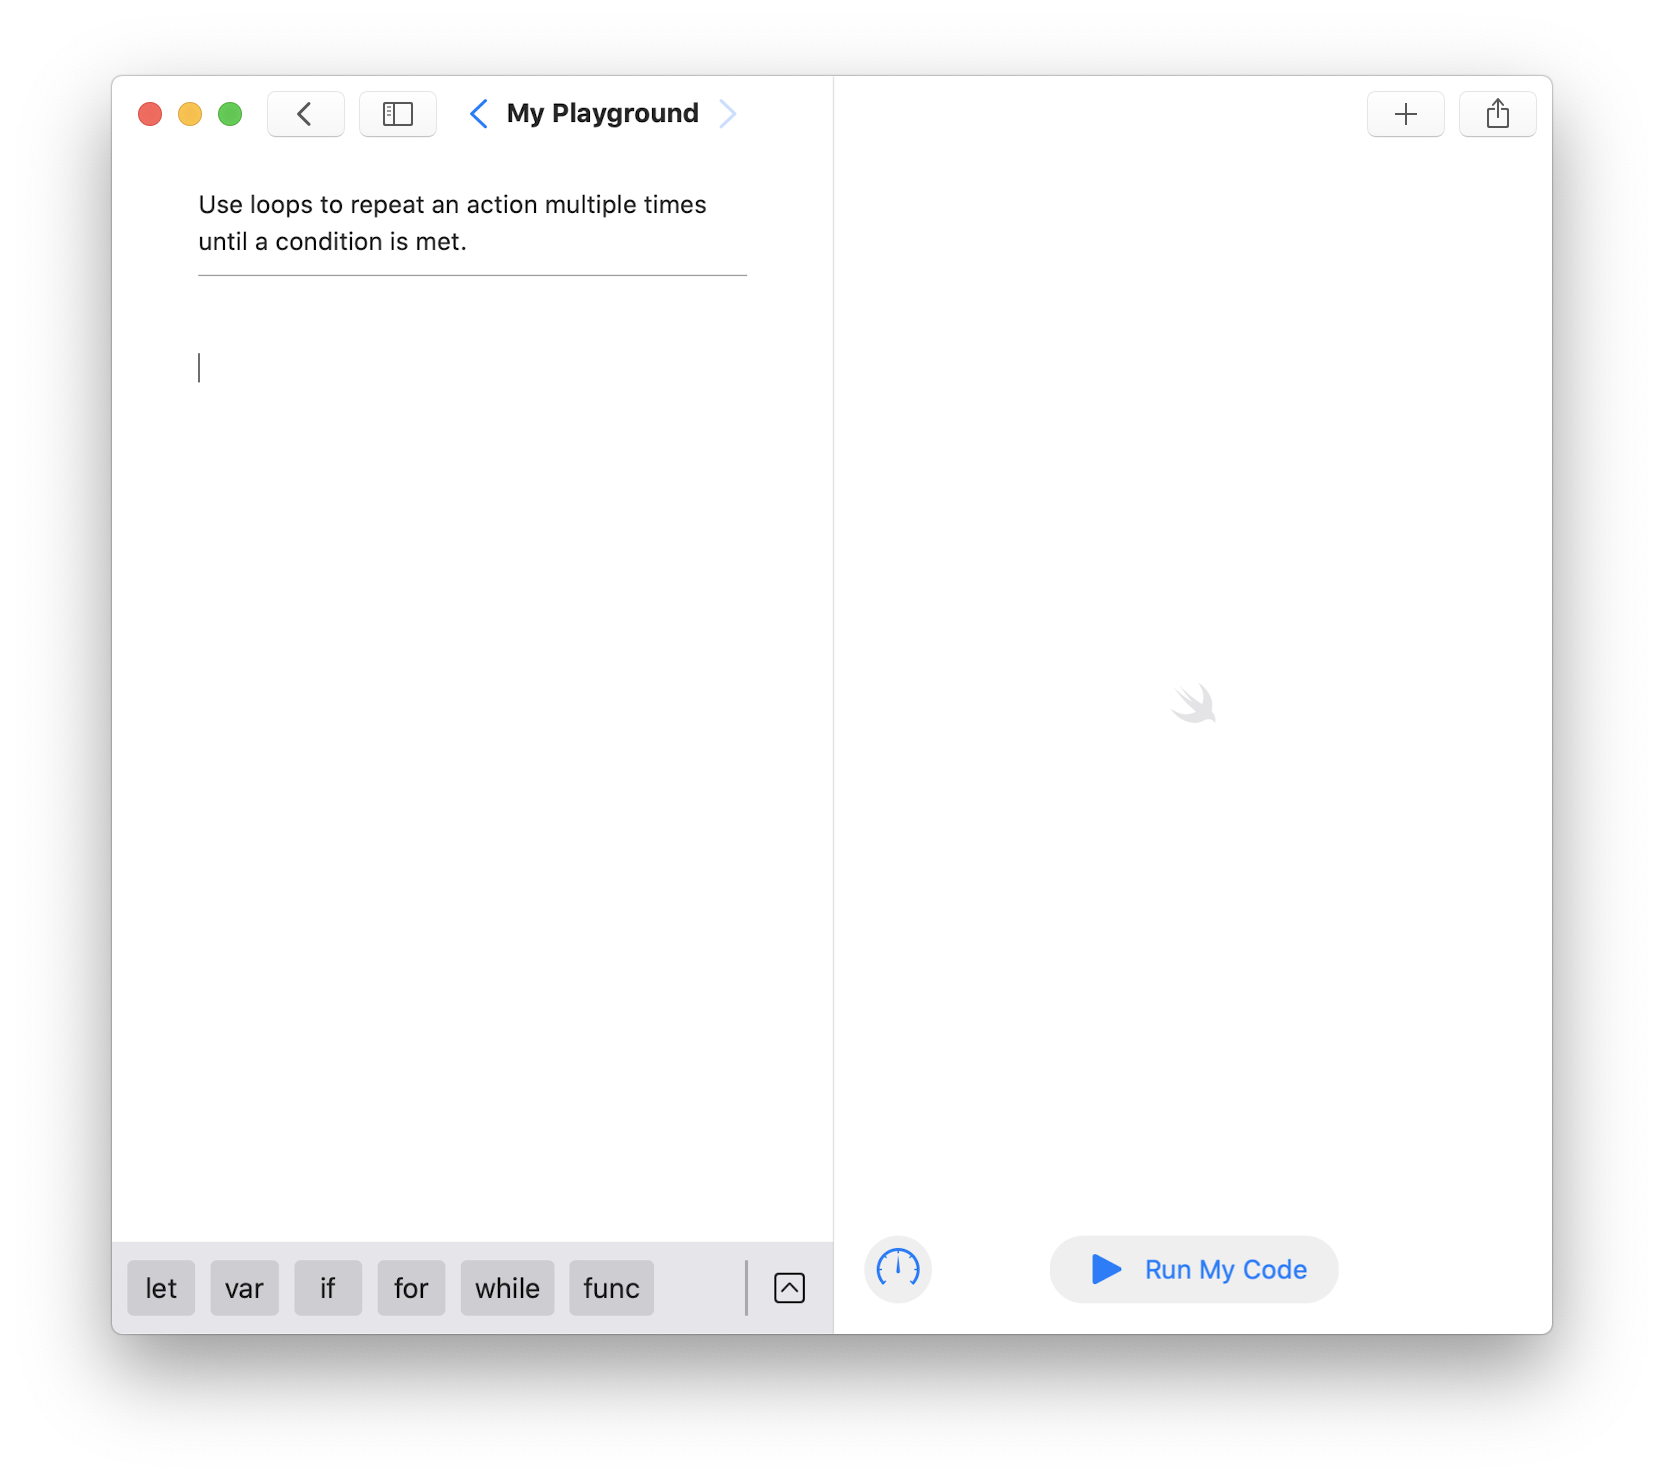 My Playground
Use loops to repeat an action multiple times
until a condition is met.
let var if for while func
Run My Code